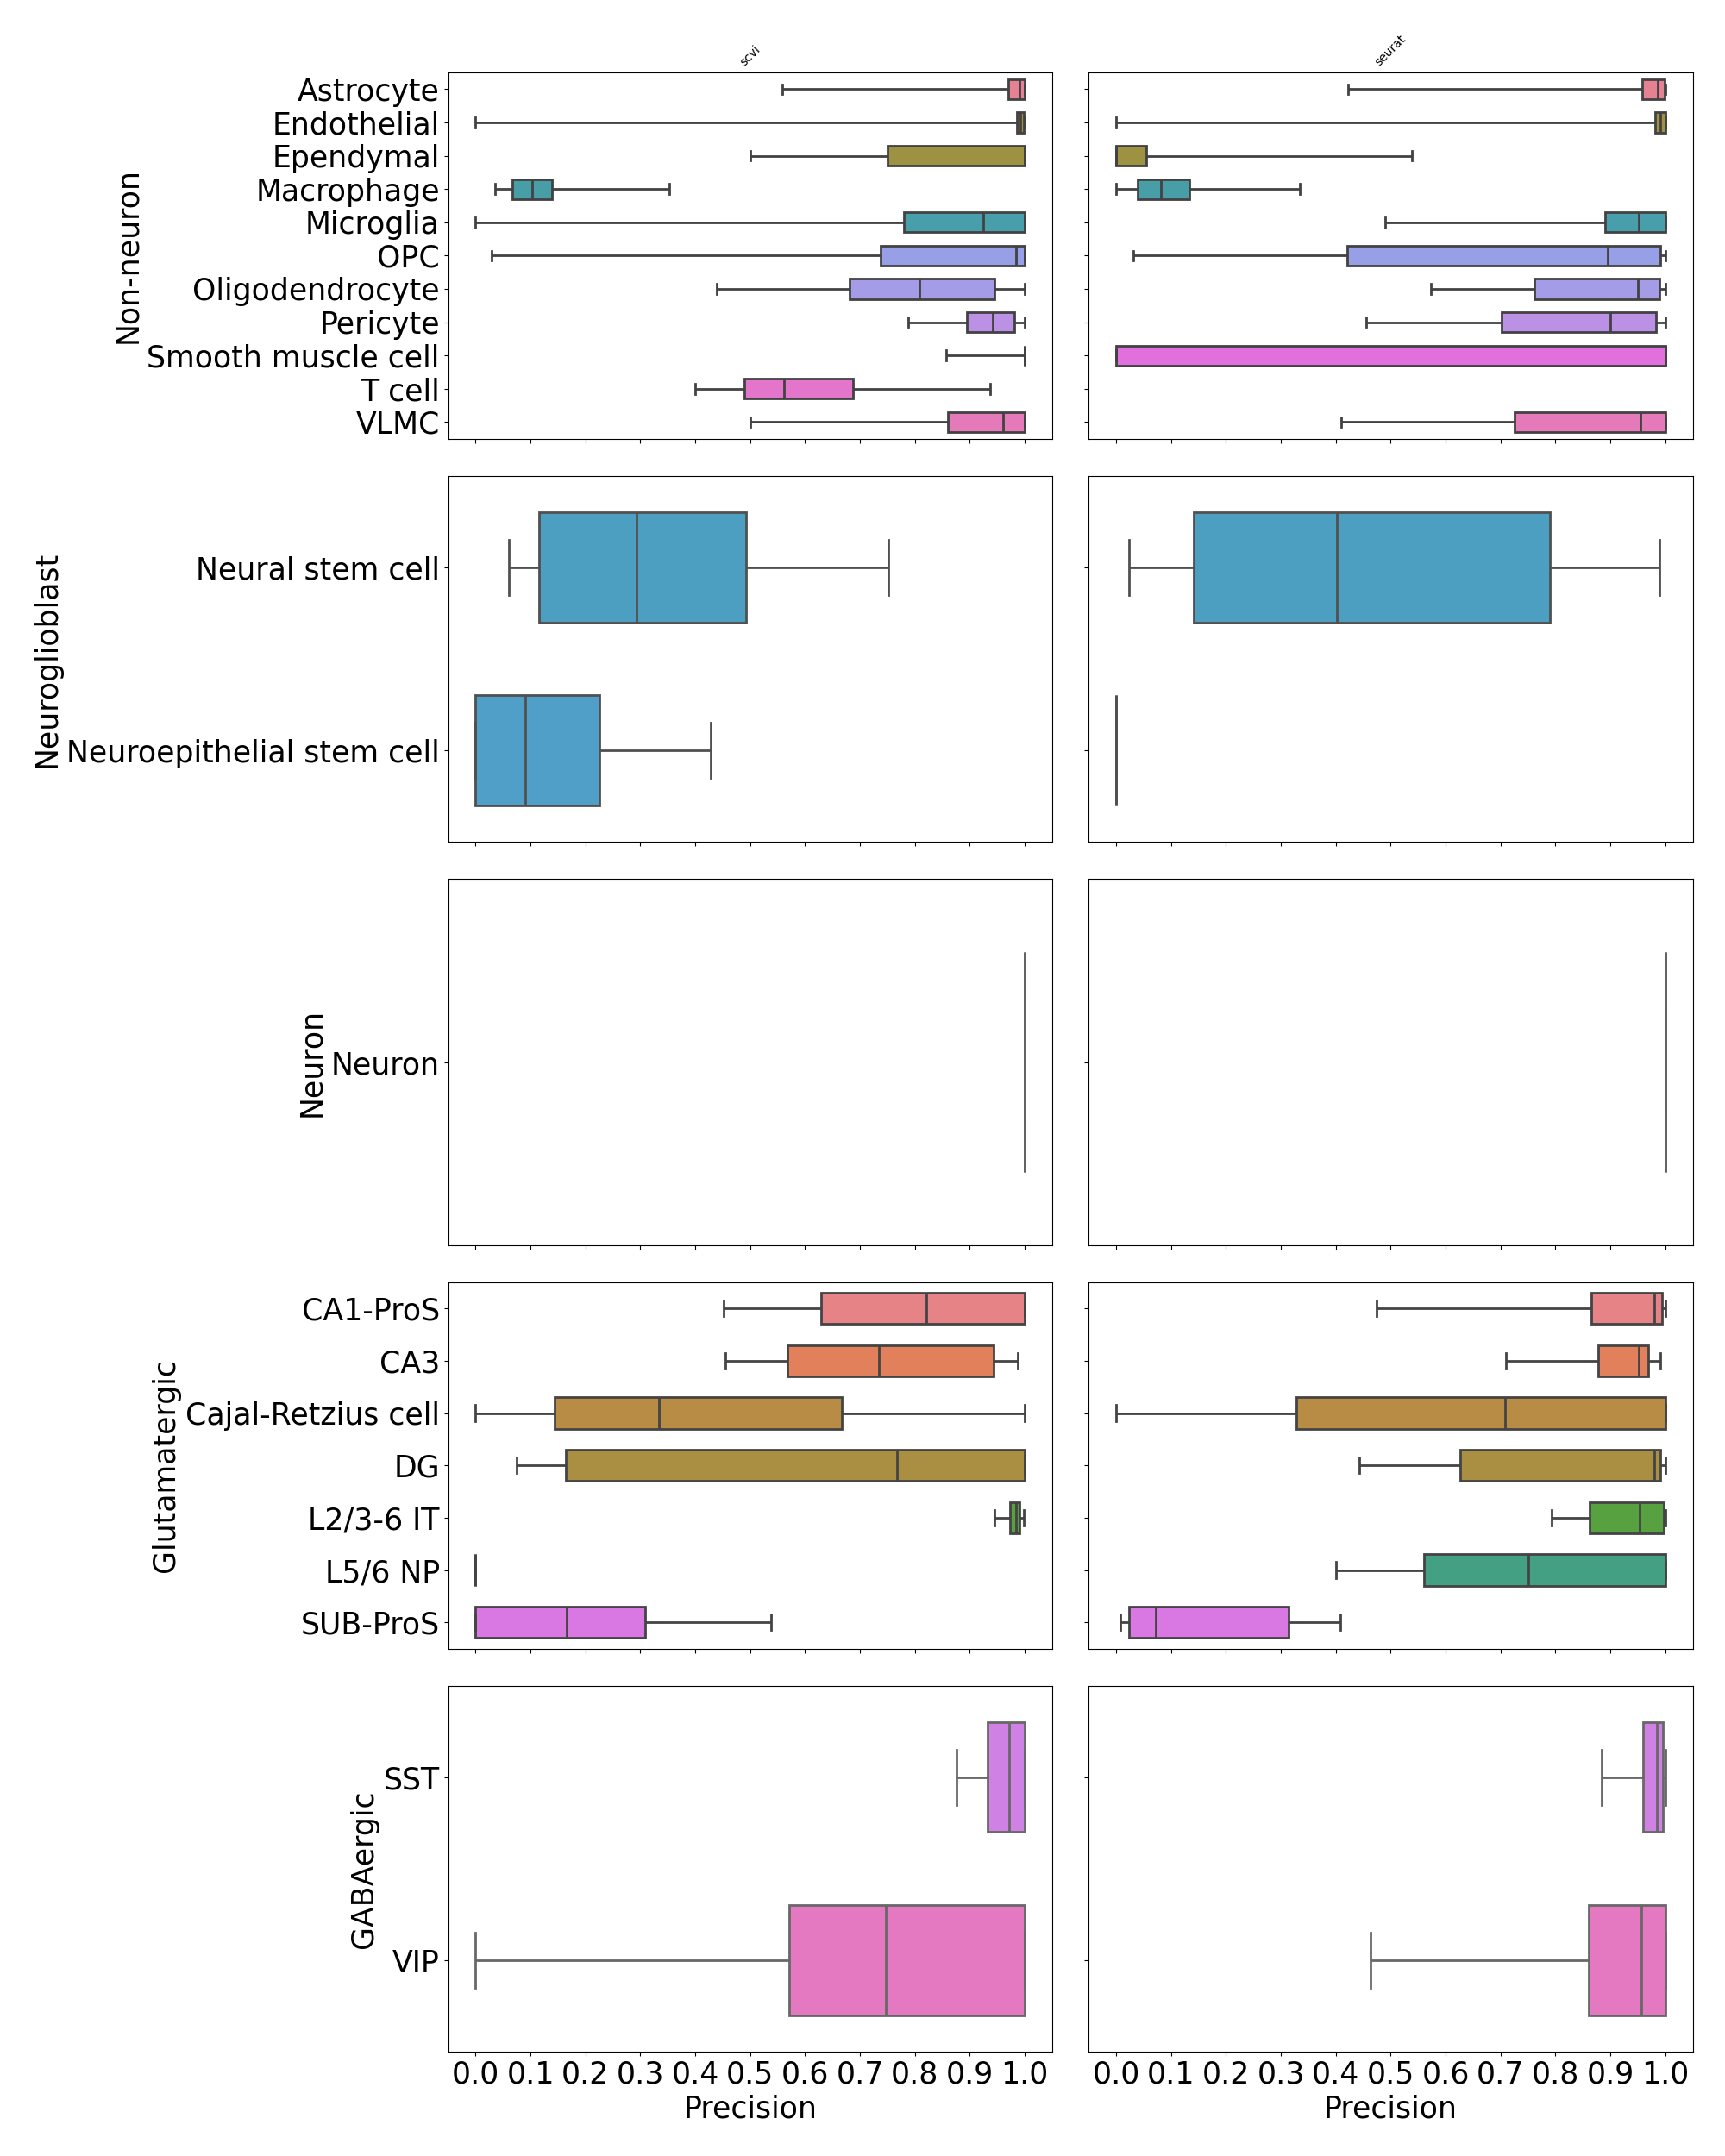 scvi
seurat
Non-neuron
Astrocyte
Endothelial
Ependymal
Macrophage
Microglia
OPC
Oligodendrocyte
Pericyte
Smooth muscle cell
T cell
VLMC
Neuroglioblast
Neural stem cell
Neuroepithelial stem cell
Neuron
Neuron
Glutamatergic
CA1-ProS
CA3
Cajal-Retzius cell
DG
L2/3-6 IT
L5/6 NP
SUB-ProS
GABAergic
SST
VIP
0.0 0.1 0.2 0.3 0.4 0.5 0.6 0.7 0.8 0.9 1.0
0.0 0.1 0.2 0.3 0.4 0.5 0.6 0.7 0.8 0.9 1.0
Precision
Precision